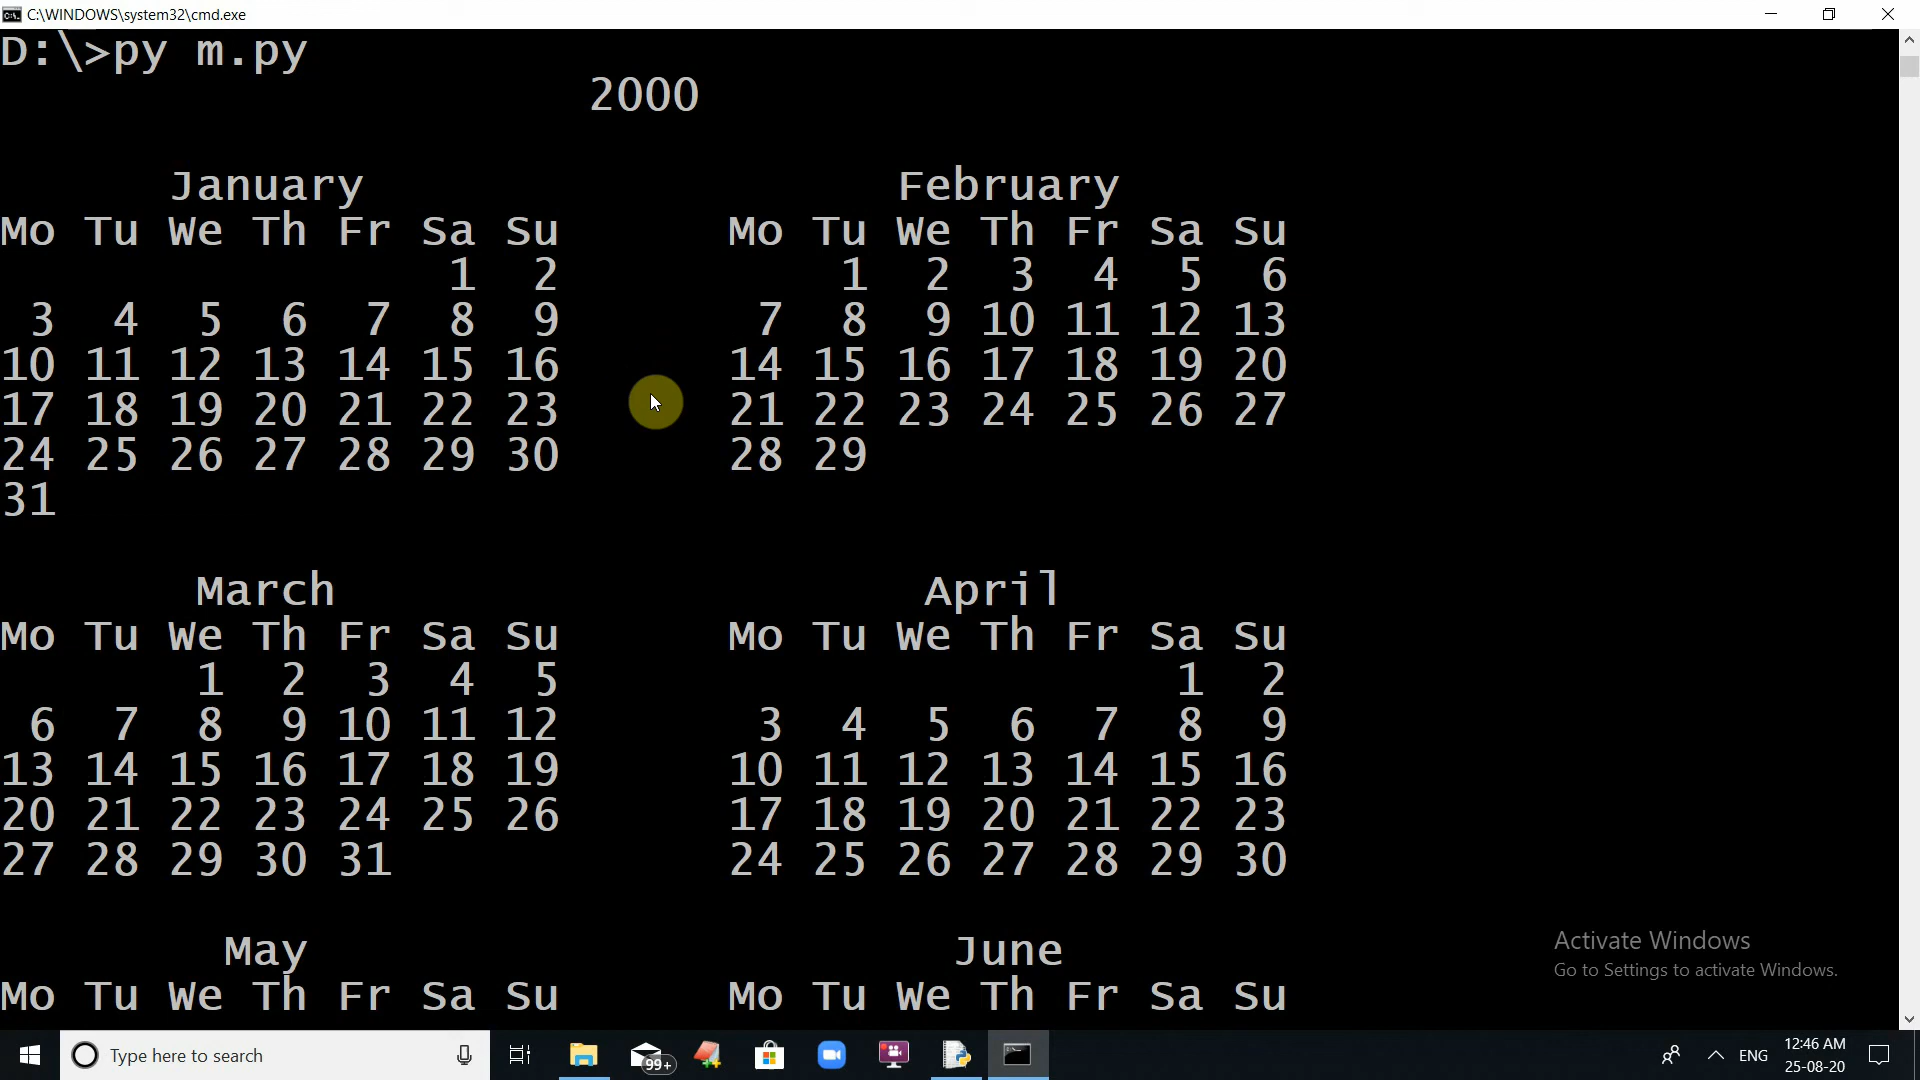 C:\WINDOWS\system32\cmd.exe
D:\>py m.py
2000
January February
Mo Tu We Th Fr Sa Su Mo Tu We Th Fr Sa Su
1 2 1 2 3 4 5 6
3 4 5 6 7 8 9 7 8 9 10 11 12 13
10 11 12 13 14 15 16 14 15 16 17 18 19 20
17 18 19 20 21 22 23 21 22 23 24 25 26 27
24 25 26 27 28 29 30 28 29
31
March April
Mo Tu We Th Fr Sa Su Mo Tu We Th Fr Sa Su
1 2 3 4 5 1 2
6 7 8 9 10 11 12 3 4 5 6 7 8 9
13 14 15 16 17 18 19 10 11 12 13 14 15 16
20 21 22 23 24 25 26 17 18 19 20 21 22 23
27 28 29 30 31 24 25 26 27 28 29 30
May June
Mo Tu We Th Fr Sa Su Mo Tu We Th Fr Sa Su
Activate Windows
Go to Settings to activate Windows.
Type here to search
99+
ENG
12:46 AM
25-08-20